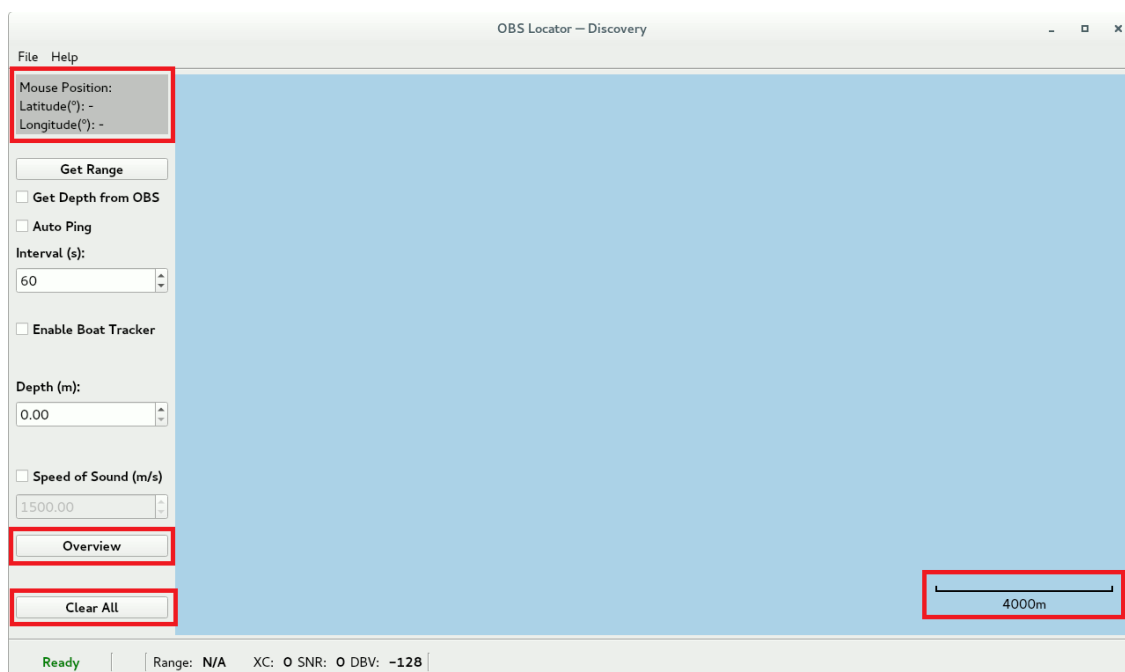 OBS Locator — Discovery
File Help
Mouse Position:
Latitude(°): -
Longitude(°): -
Get Range
Get Depth from OBS
Auto Ping
Interval (s):
60
Enable Boat Tracker
Depth (m):
0.00
Speed of Sound (m/s)
1500.00
Overview
Clear All
4000m
Ready Range: N/A XC: 0 SNR: 0 DBV: -128